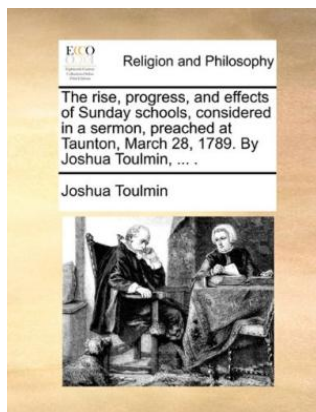 ECCO
Religion and Philosophy
The rise, progress, and effects
of Sunday schools, considered
in a sermon, preached at
Taunton, March 28, 1789. By
Joshua Toulmin, ... .
Joshua Toulmin